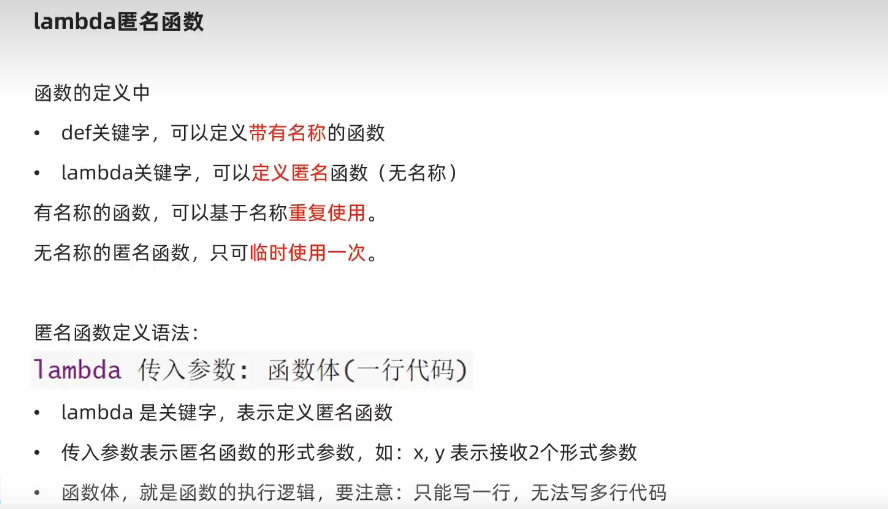 lambda匿名函数
函数的定义中
• def关键字，可以定义带有名称的函数
• lambda关键字，可以定义匿名函数（无名称）
有名称的函数，可以基于名称重复使用。
无名称的匿名函数，只可临时使用一次。
匿名函数定义语法：
lambda 传入参数: 函数体(一行代码)
• lambda 是关键字，表示定义匿名函数
• 传入参数表示匿名函数的形式参数，如：x, y 表示接收2个形式参数
• 函数体，就是函数的执行逻辑，要注意：只能写一行，无法写多行代码